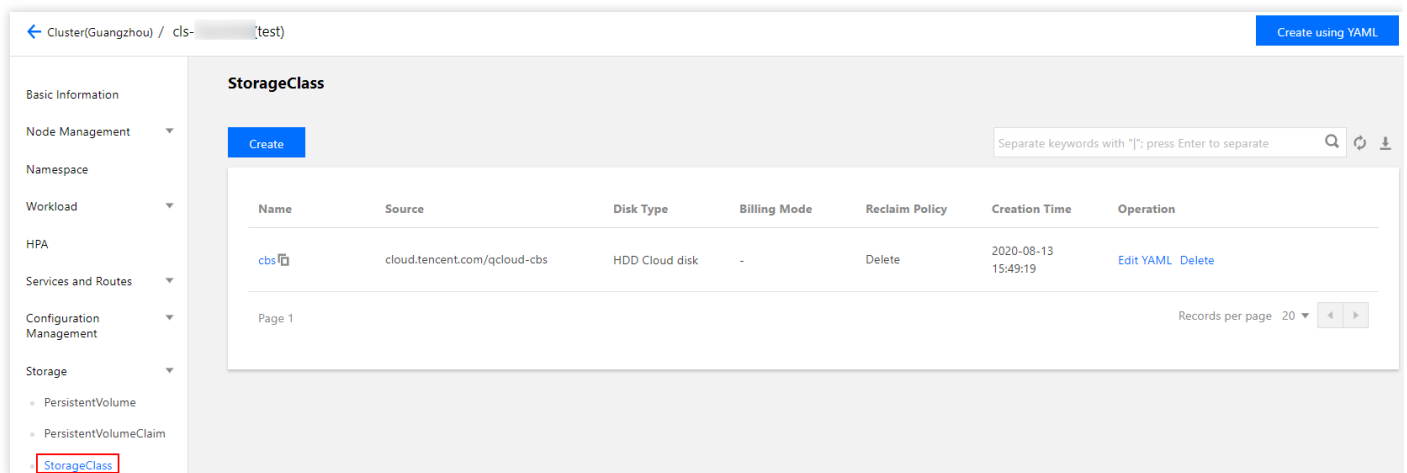 Cluster(Guangzhou) / cls- (test)
Create using YAML
Basic Information
Node Management
Namespace
Workload
HPA
Services and Routes
Configuration
Management
Storage
PersistentVolume
PersistentVolumeClaim
StorageClass
StorageClass
Create
Separate keywords with "|"; press Enter to separate
Name Source Disk Type Billing Mode Reclaim Policy Creation Time Operation
cbs cloud.tencent.com/qcloud-cbs HDD Cloud disk - Delete 2020-08-13 15:49:19 Edit YAML Delete
Page 1
Records per page 20